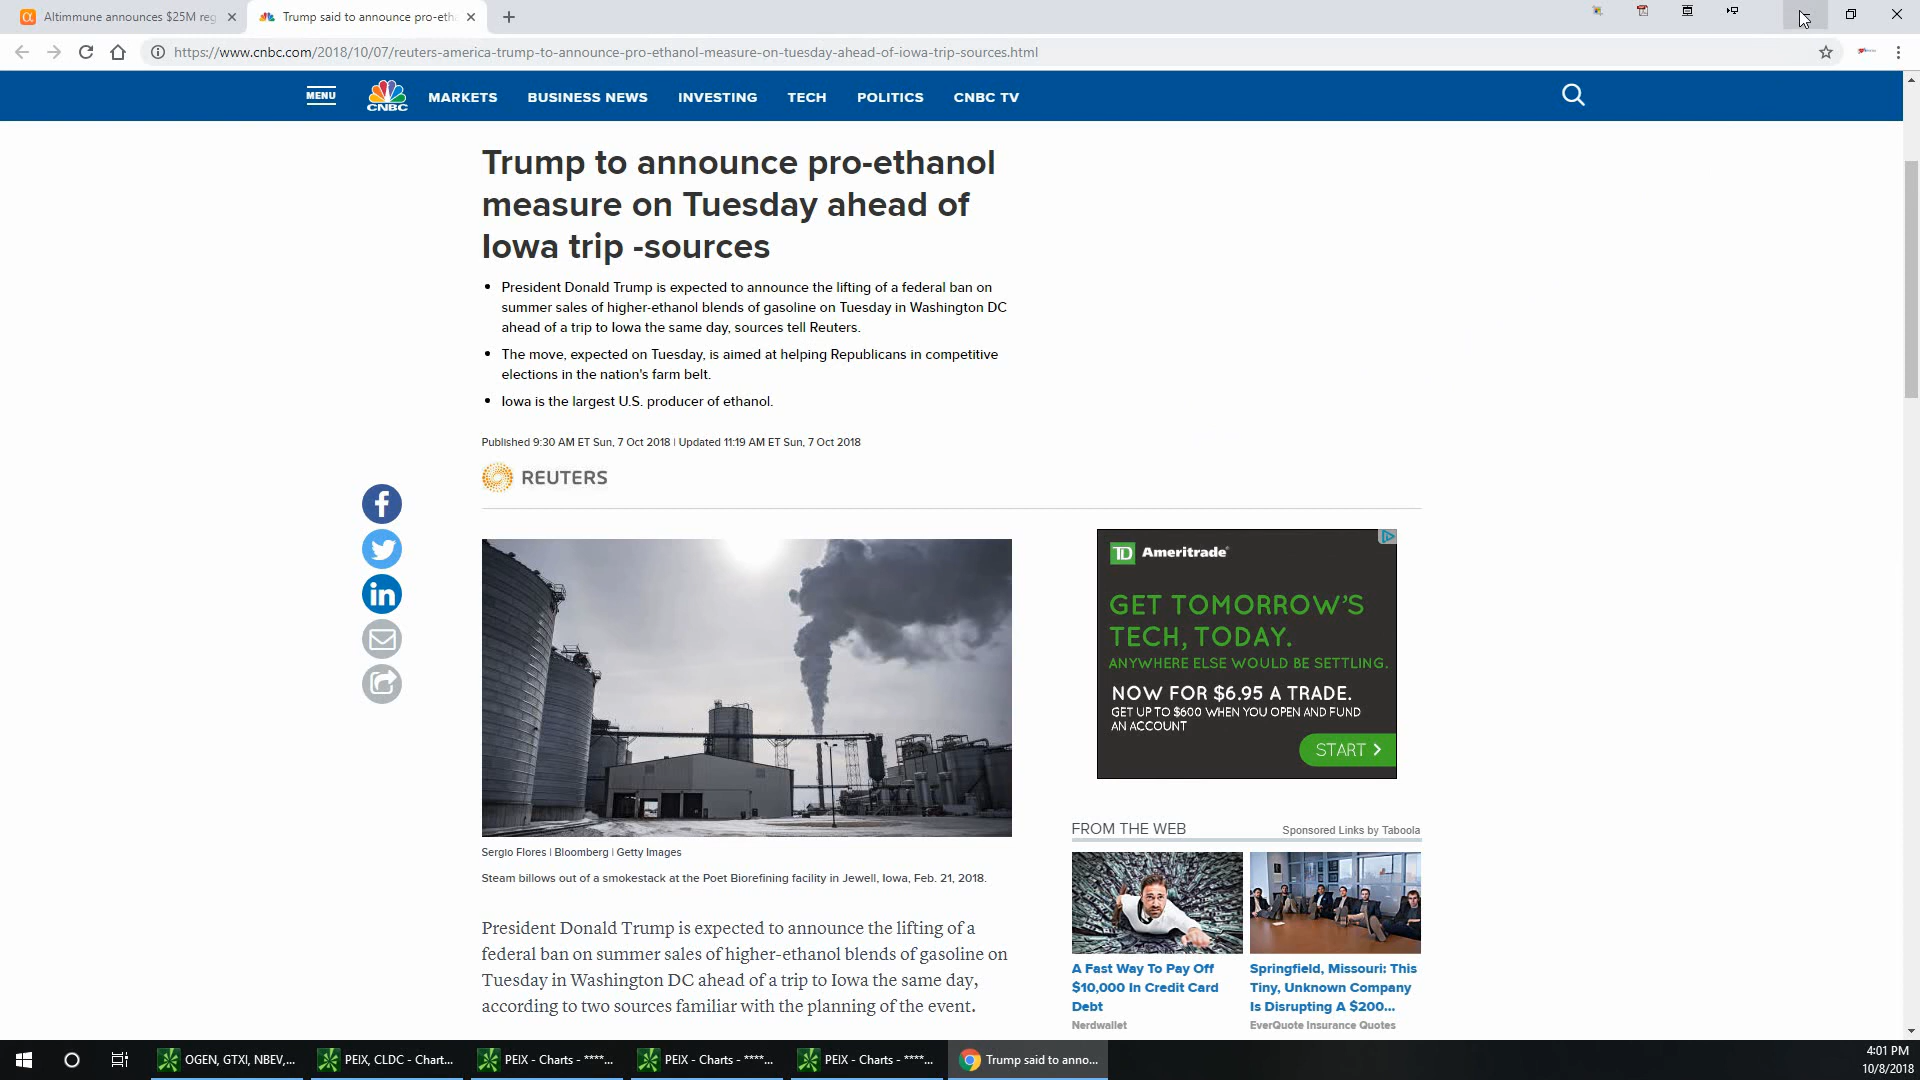 Altimmune announces $25M reg
Trump said to announce pro-eth
https://www.cnbc.com/2018/10/07/reuters-america-trump-to-announce-pro-ethanol-measure-on-tuesday-ahead-of-iowa-trip-sources.html
MENU
CNBC
MARKETS
BUSINESS NEWS
INVESTING
TECH
POLITICS
CNBC TV
Trump to announce pro-ethanol
measure on Tuesday ahead of
Iowa trip -sources
• President Donald Trump is expected to announce the lifting of a federal ban on
summer sales of higher-ethanol blends of gasoline on Tuesday in Washington DC
ahead of a trip to Iowa the same day, sources tell Reuters.
• The move, expected on Tuesday, is aimed at helping Republicans in competitive
elections in the nation's farm belt.
• Iowa is the largest U.S. producer of ethanol.
Published 9:30 AM ET Sun, 7 Oct 2018 | Updated 11:19 AM ET Sun, 7 Oct 2018
REUTERS
Sergio Flores | Bloomberg | Getty Images
Steam billows out of a smokestack at the Poet Biorefining facility in Jewell, Iowa, Feb. 21, 2018.
President Donald Trump is expected to announce the lifting of a
federal ban on summer sales of higher-ethanol blends of gasoline on
Tuesday in Washington DC ahead of a trip to Iowa the same day,
according to two sources familiar with the planning of the event.
TD Ameritrade
GET TOMORROW'S
TECH, TODAY.
ANYWHERE ELSE WOULD BE SETTLING.
NOW FOR $6.95 A TRADE.
GET UP TO $600 WHEN YOU OPEN AND FUND
AN ACCOUNT
START >
FROM THE WEB
Sponsored Links by Taboola
A Fast Way To Pay Off
$10,000 In Credit Card
Debt
Nerdwallet
Springfield, Missouri: This
Tiny, Unknown Company
Is Disrupting A $200...
EverQuote Insurance Quotes
OGEN, GTXI, NBEV,...
PEIX, CLDC - Chart...
PEIX - Charts - ****...
PEIX - Charts - ****...
PEIX - Charts - ****...
Trump said to anno...
4:01 PM
10/8/2018